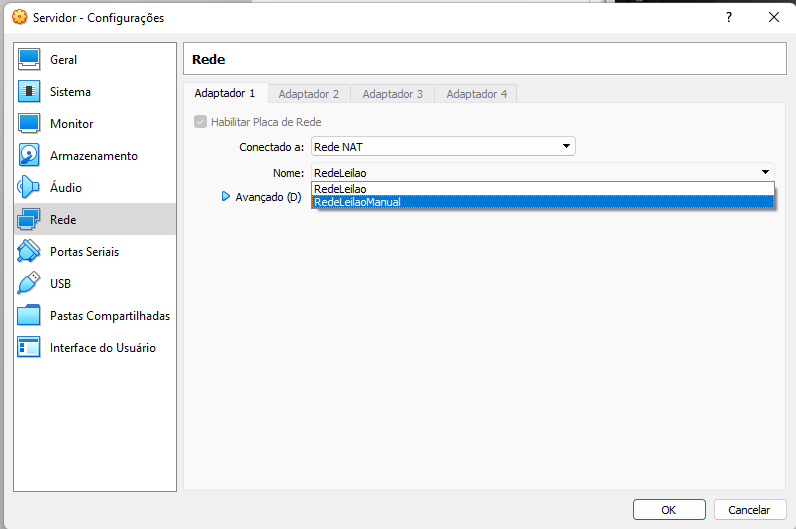 Servidor - Configurações
?
Geral
Sistema
Monitor
Armazenamento
Áudio
Rede
Portas Seriais
USB
Pastas Compartilhadas
Interface do Usuário
Rede
Adaptador 1 Adaptador 2 Adaptador 3 Adaptador 4
Habilitar Placa de Rede
Conectado a: Rede NAT
Nome: RedeLeilao
RedeLeilao
RedeLeilaoManual
Avançado (D)
OK Cancelar